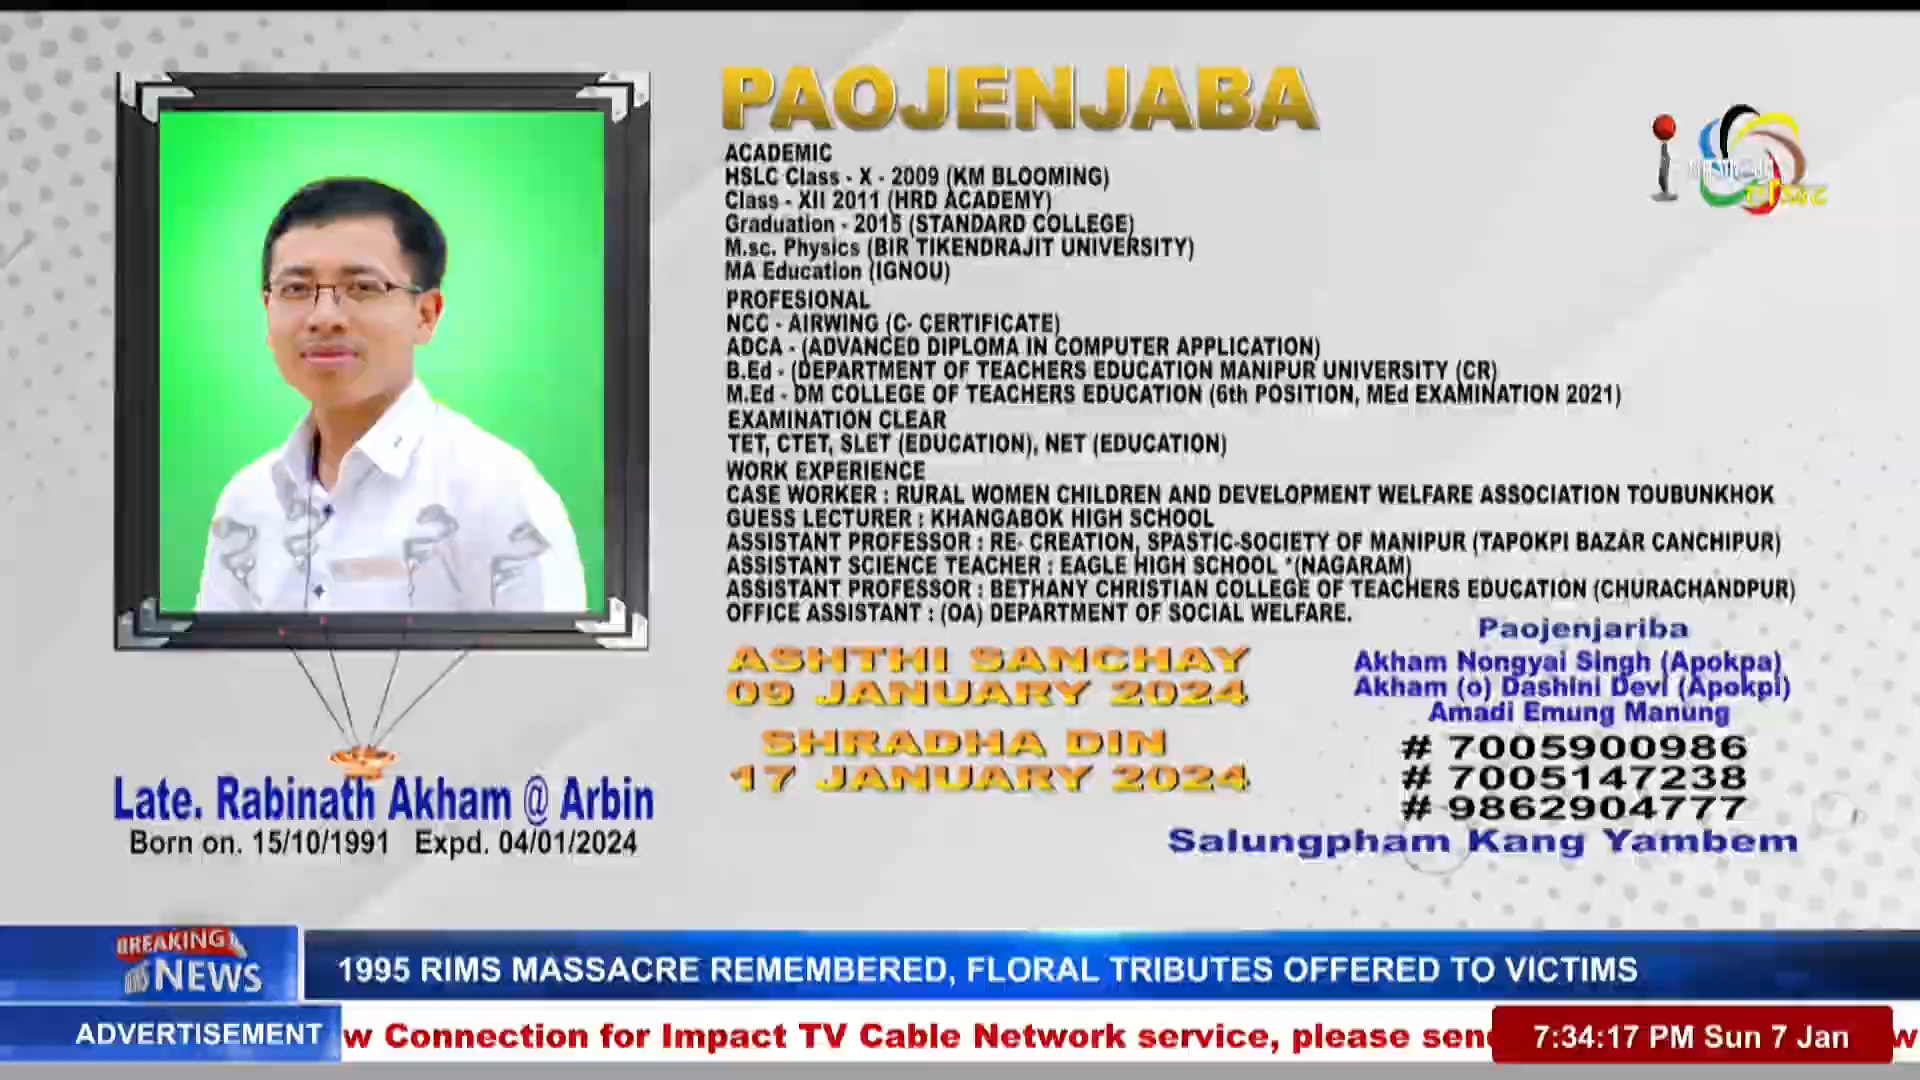 PAOJENJABA
ACADEMIC
HSLC Class - X - 2009 (KM BLOOMING)
Class - XII 2011 (HRD ACADEMY)
Graduation - 2015 (STANDARD COLLEGE)
M.sc. Physics (BIR TIKENDRAJIT UNIVERSITY)
MA Education (IGNOU)
PROFESIONAL
NCC - AIRWING (C- CERTIFICATE)
ADCA - (ADVANCED DIPLOMA IN COMPUTER APPLICATION)
B.Ed - (DEPARTMENT OF TEACHERS EDUCATION MANIPUR UNIVERSITY (CR)
M.Ed - DM COLLEGE OF TEACHERS EDUCATION (6th POSITION, MEd EXAMINATION 2021)
EXAMINATION CLEAR
TET, CTET, SLET (EDUCATION), NET (EDUCATION)
WORK EXPERIENCE
CASE WORKER : RURAL WOMEN CHILDREN AND DEVELOPMENT WELFARE ASSOCIATION TOUBUNKHOK
GUESS LECTURER : KHANGABOK HIGH SCHOOL
ASSISTANT PROFESSOR : RE- CREATION, SPASTIC-SOCIETY OF MANIPUR (TAPOKPI BAZAR CANCHIPUR)
ASSISTANT SCIENCE TEACHER : EAGLE HIGH SCHOOL *(NAGARAM)
ASSISTANT PROFESSOR : BETHANY CHRISTIAN COLLEGE OF TEACHERS EDUCATION (CHURACHANDPUR)
OFFICE ASSISTANT : (OA) DEPARTMENT OF SOCIAL WELFARE.
ASHTHI SANCHAY
09 JANUARY 2024
SHRADHA DIN
17 JANUARY 2024
Paojenjariba
Akham Nongyai Singh (Apokpa)
Akham (o) Dashini Devi (Apokpi)
Amadi Emung Manung
# 7005900986
# 7005147238
# 9862904777
Salungpham Kang Yambem
Late. Rabinath Akham @ Arbin
Born on. 15/10/1991 Expd. 04/01/2024
BREAKING
NEWS
1995 RIMS MASSACRE REMEMBERED, FLORAL TRIBUTES OFFERED TO VICTIMS
ADVERTISEMENT
w Connection for Impact TV Cable Network service, please sen
7:34:17 PM Sun 7 Jan
w